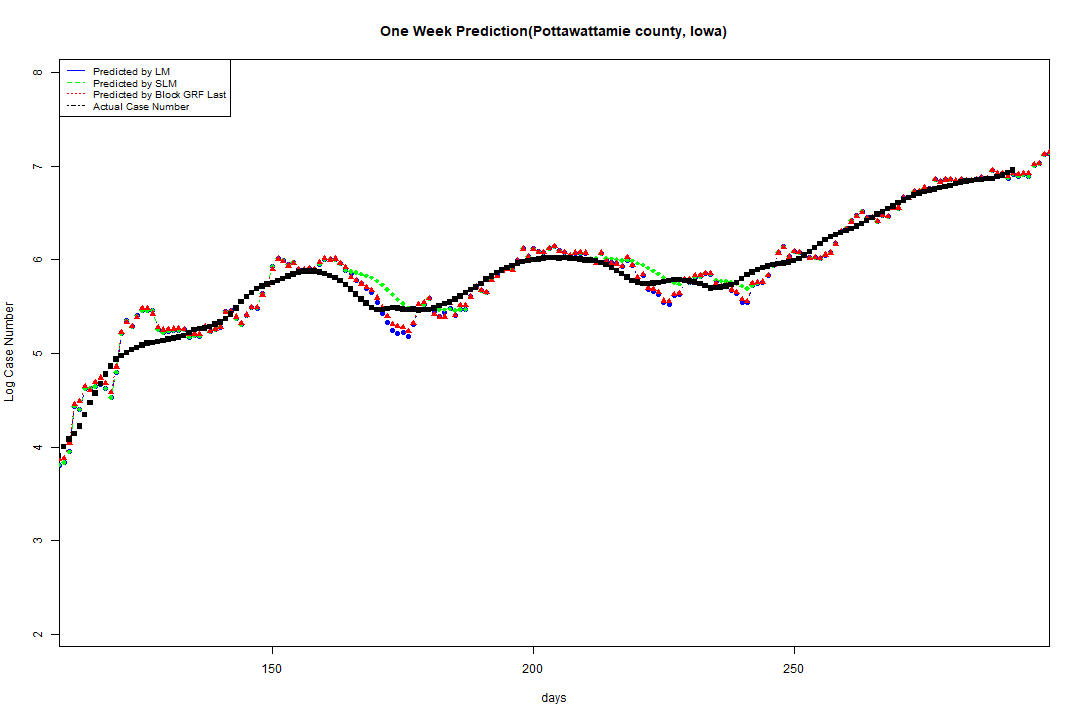 One Week Prediction(Pottawattamie county, Iowa)
8
Predicted by LM
Predicted by SLM
Predicted by Block GRF Last
Actual Case Number
7
6
5
4
3
2
Log Case Number
150
200
250
days